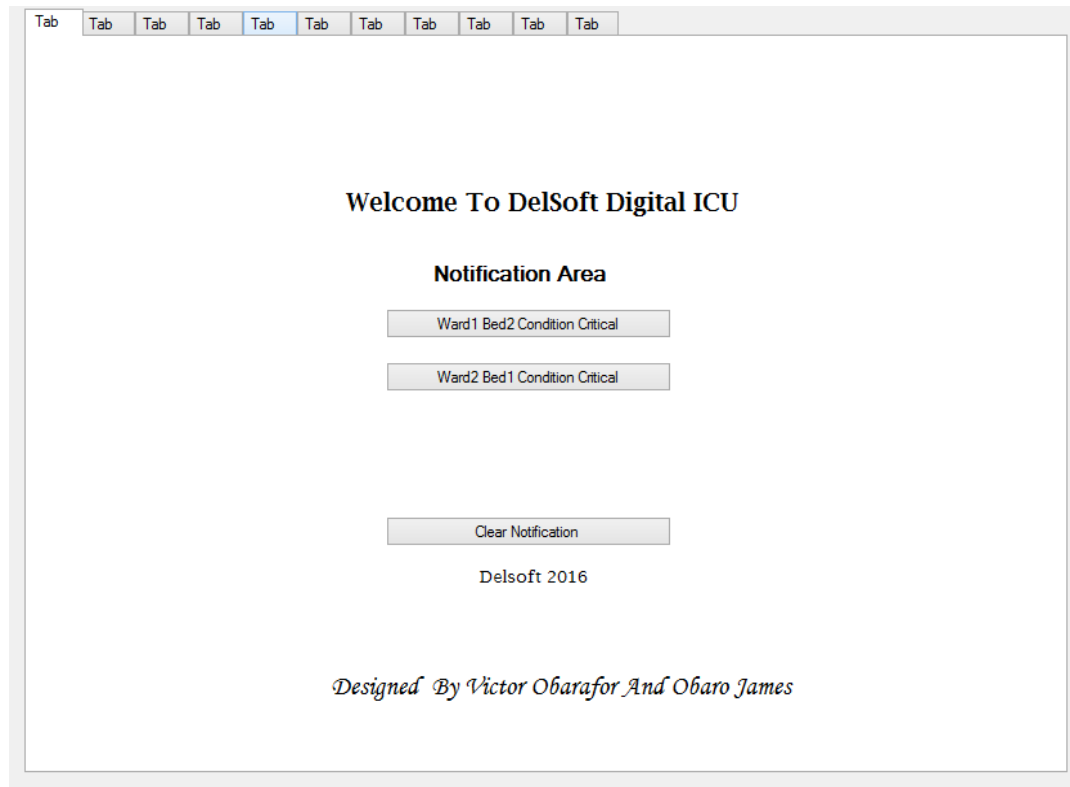 Tab Tab Tab Tab Tab Tab Tab Tab Tab Tab Tab
Welcome To DelSoft Digital ICU
Notification Area
Ward1 Bed2 Condition Critical
Ward2 Bed1 Condition Critical
Clear Notification
Delsoft 2016
Designed By Victor Obarafor And Obaro James